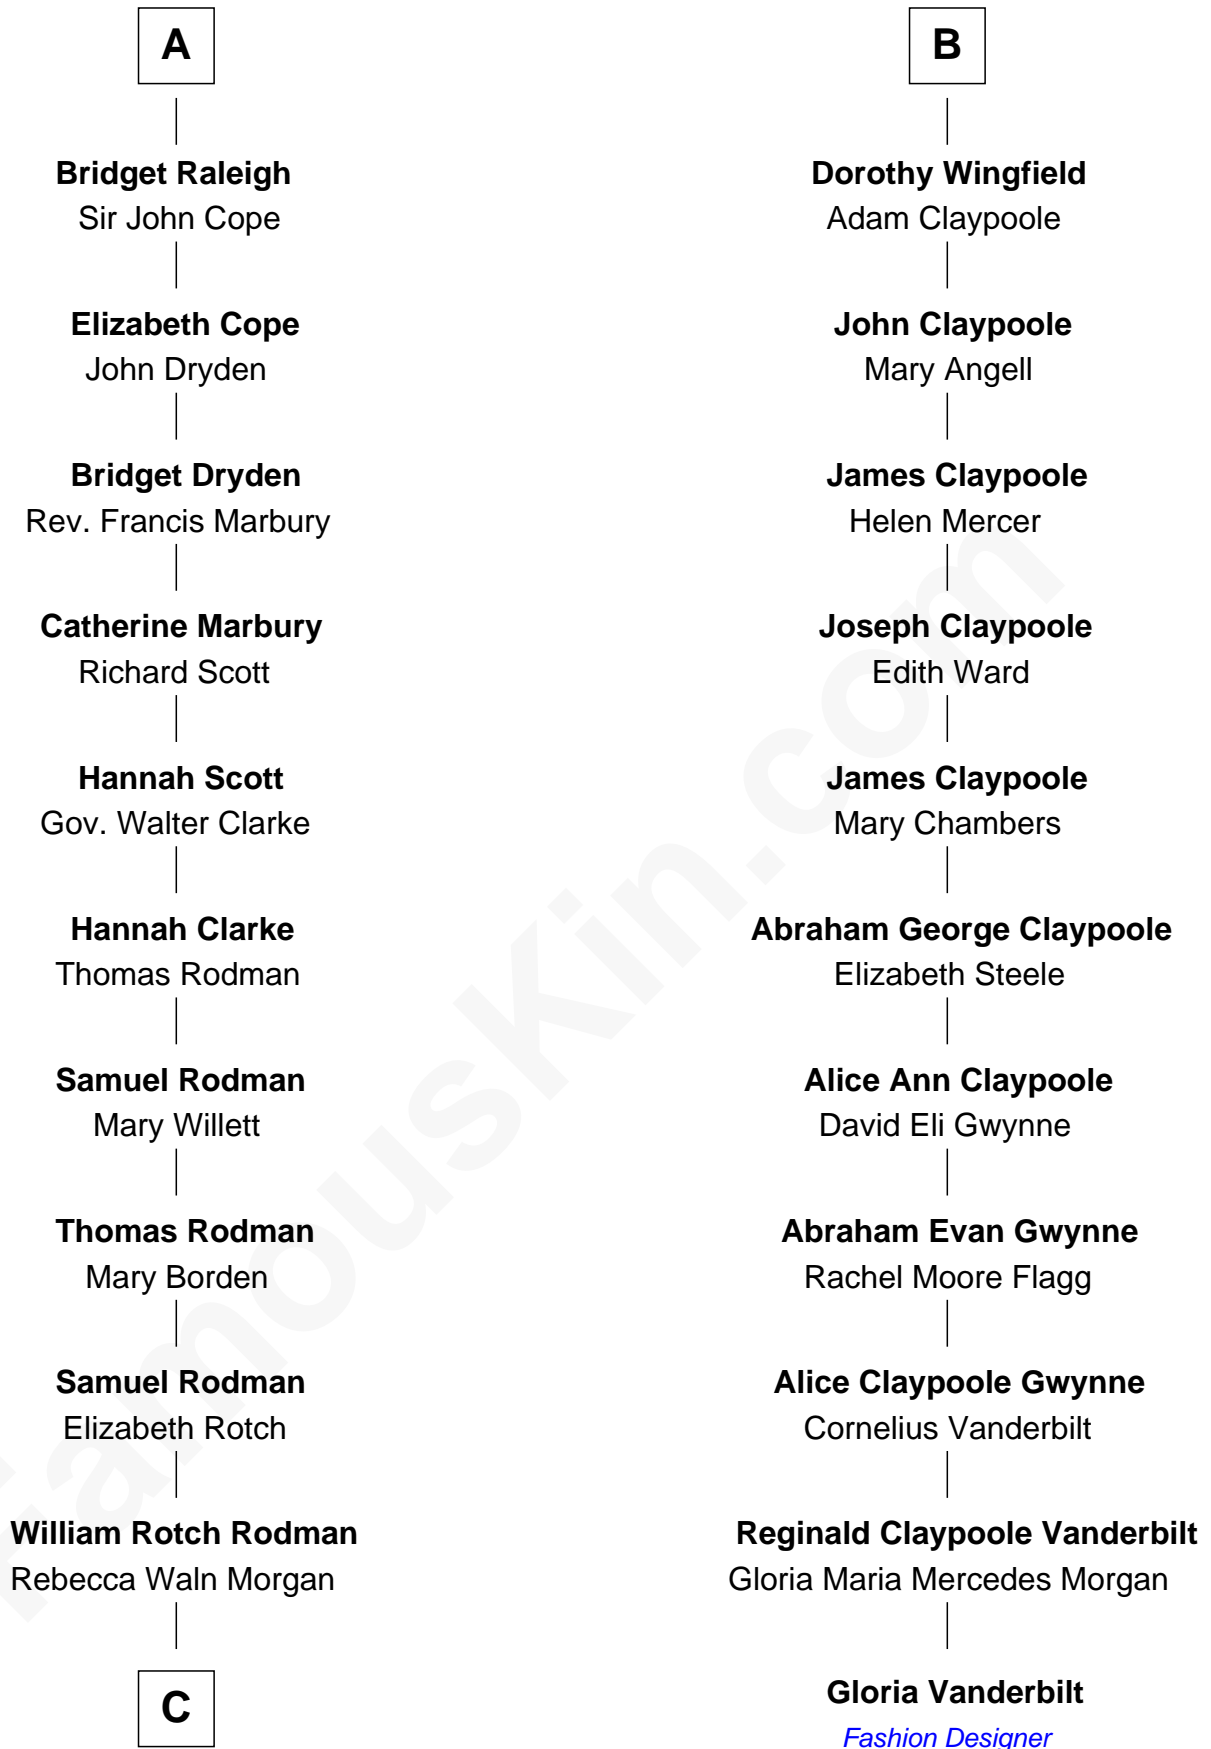 A
Bridget Raleigh
Sir John Cope
Elizabeth Cope
John Dryden
Bridget Dryden
Rev. Francis Marbury
Catherine Marbury
Richard Scott
Hannah Scott
Gov. Walter Clarke
Hannah Clarke
Thomas Rodman
Samuel Rodman
Mary Willett
Thomas Rodman
Mary Borden
Samuel Rodman
Elizabeth Rotch
William Rotch Rodman
Rebecca Waln Morgan
C
B
Dorothy Wingfield
Adam Claypoole
John Claypoole
Mary Angell
James Claypoole
Helen Mercer
Joseph Claypoole
Edith Ward
James Claypoole
Mary Chambers
Abraham George Claypoole
Elizabeth Steele
Alice Ann Claypoole
David Eli Gwynne
Abraham Evan Gwynne
Rachel Moore Flagg
Alice Claypoole Gwynne
Cornelius Vanderbilt
Reginald Claypoole Vanderbilt
Gloria Maria Mercedes Morgan
Gloria Vanderbilt
Fashion Designer
FamousKin.com